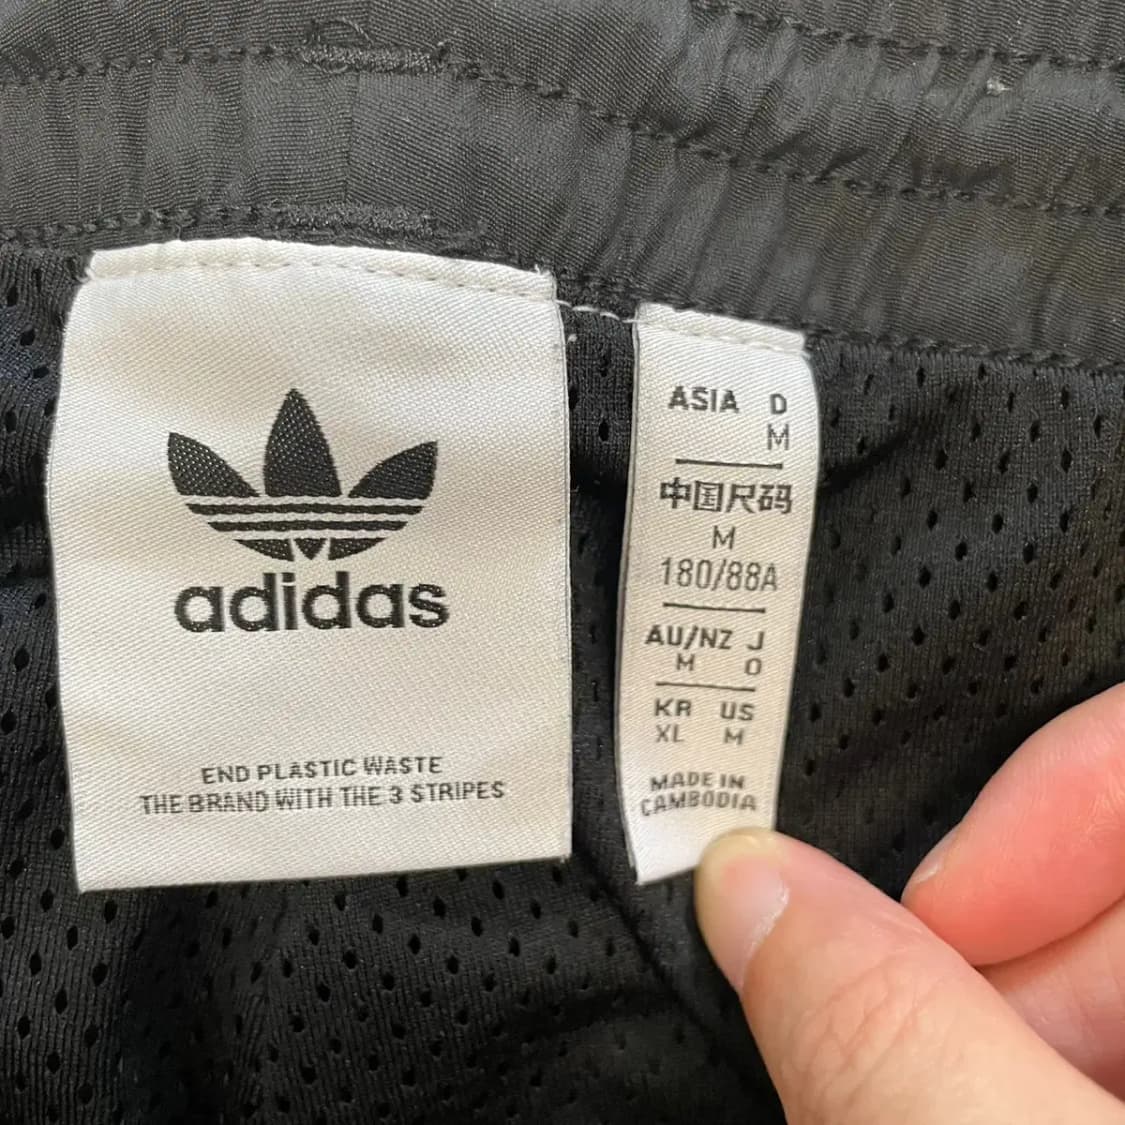 adidas
END PLASTIC WASTE
THE BRAND WITH THE 3 STRIPES
ASIA D
M
中国尺码
M
180/88A
AU/NZ J
M O
KR US
XL M
MADE IN
CAMBODIA